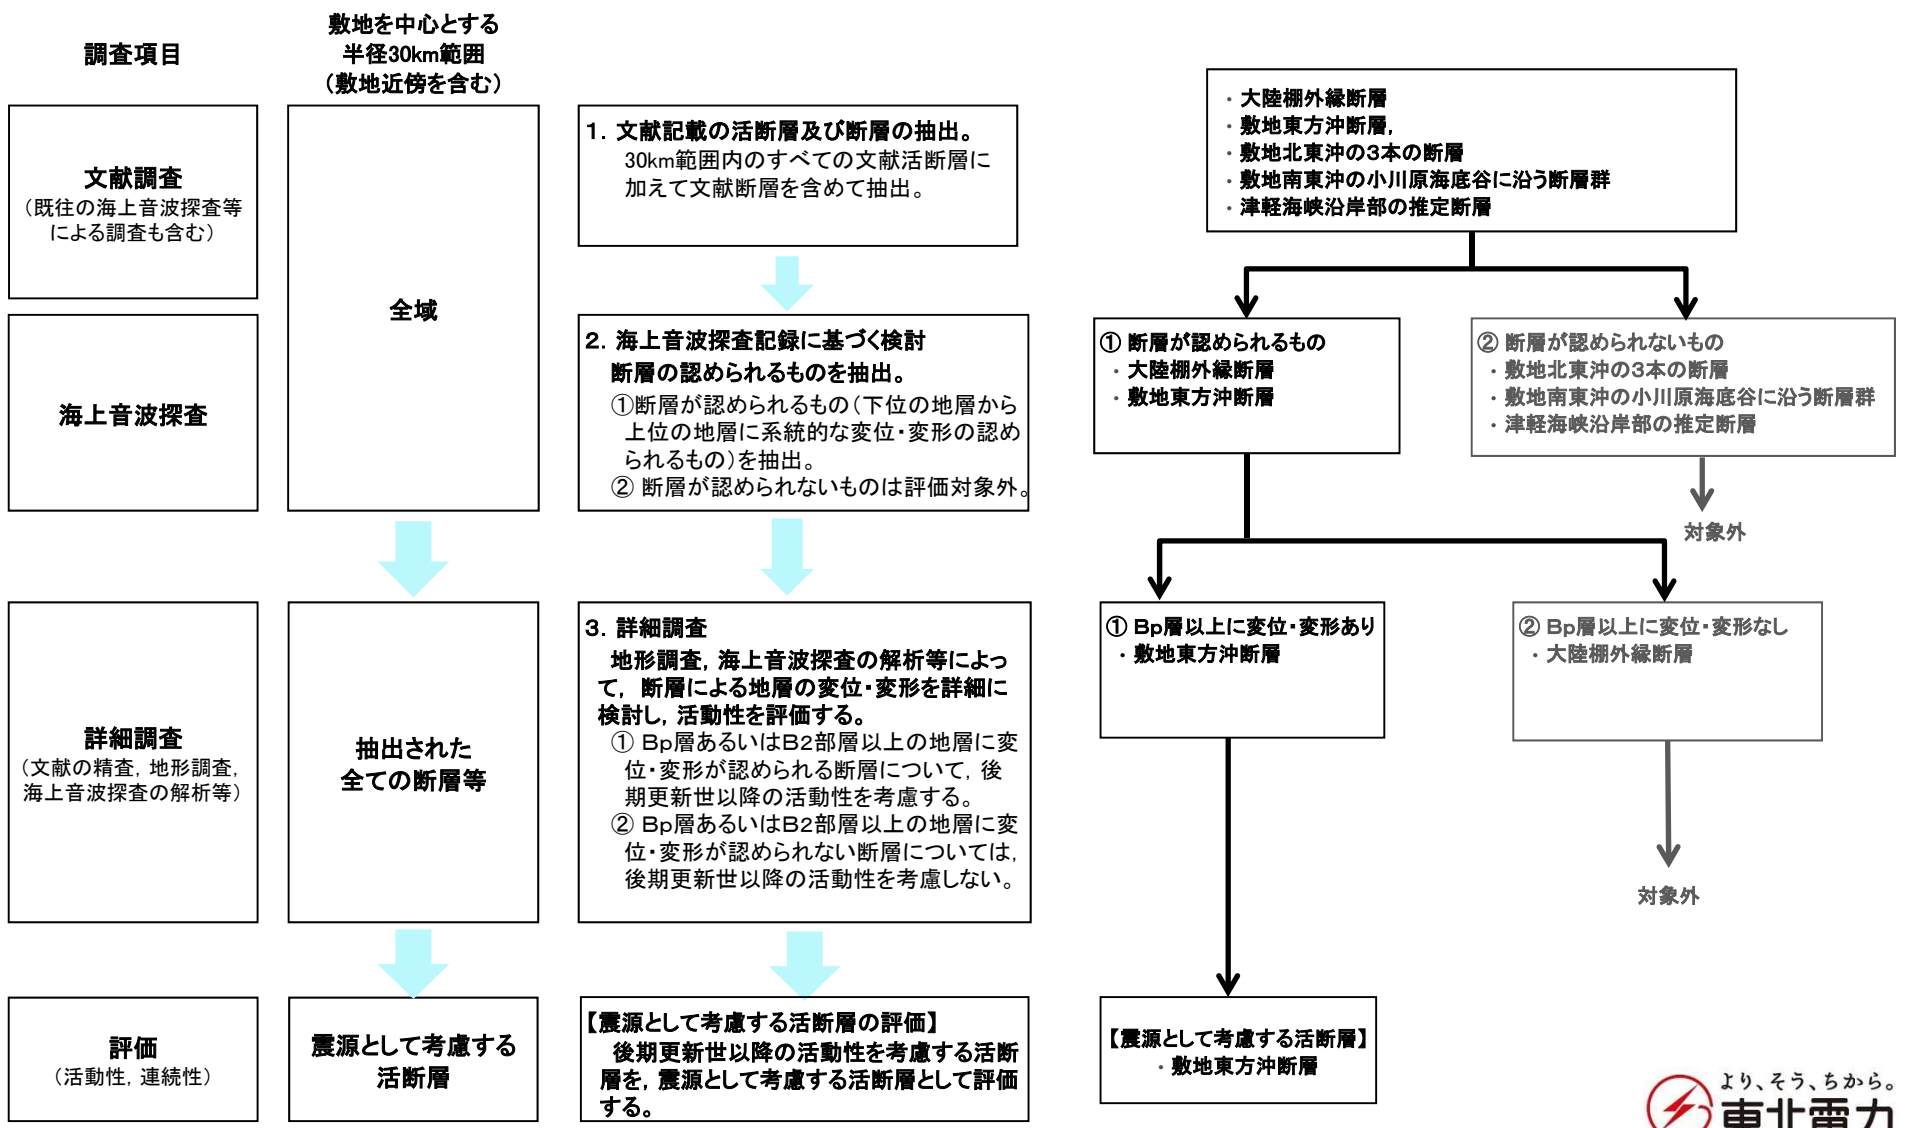 調査項目
敷地を中心とする
半径30km範囲
（敷地近傍を含む）
文献調査
（既往の海上音波探査等
による調査も含む）
海上音波探査
詳細調査
（文献の精査，地形調査，
海上音波探査の解析等）
評価
（活動性，連続性）
全域
抽出された
全ての断層等
震源として考慮する
活断層
１．文献記載の活断層及び断層の抽出。
30km範囲内のすべての文献活断層に
加えて文献断層を含めて抽出。
２．海上音波探査記録に基づく検討
断層の認められるものを抽出。
①断層が認められるもの（下位の地層から
上位の地層に系統的な変位・変形の認め
られるもの）を抽出。
② 断層が認められないものは評価対象外。
３．詳細調査
地形調査，海上音波探査の解析等によっ
て，断層による地層の変位・変形を詳細に
検討し，活動性を評価する。
① Ｂｐ層あるいはＢ２部層以上の地層に変
位・変形が認められる断層について，後
期更新世以降の活動性を考慮する。
② Ｂｐ層あるいはＢ２部層以上の地層に変
位・変形が認められない断層については，
後期更新世以降の活動性を考慮しない。
【震源として考慮する活断層の評価】
後期更新世以降の活動性を考慮する活断
層を，震源として考慮する活断層として評価
する。
・大陸棚外縁断層
・敷地東方沖断層，
・敷地北東沖の３本の断層
・敷地南東沖の小川原海底谷に沿う断層群
・津軽海峡沿岸部の推定断層
① 断層が認められるもの
・大陸棚外縁断層
・敷地東方沖断層
② 断層が認められないもの
・敷地北東沖の３本の断層
・敷地南東沖の小川原海底谷に沿う断層群
・津軽海峡沿岸部の推定断層
対象外
① Ｂｐ層以上に変位・変形あり
・敷地東方沖断層
② Ｂｐ層以上に変位・変形なし
・大陸棚外縁断層
対象外
【震源として考慮する活断層】
・敷地東方沖断層
より、そう、ちから。
東北電力